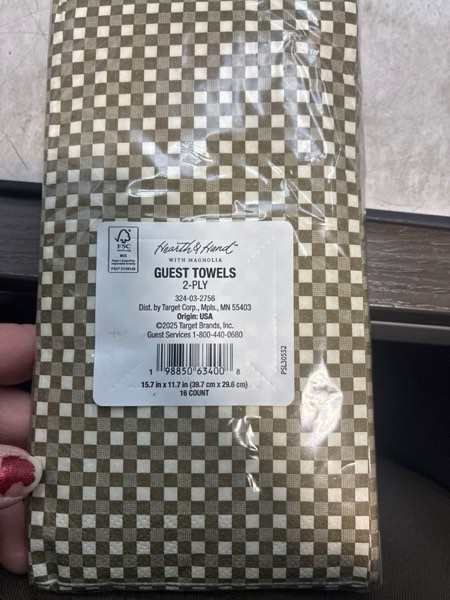 FSC
MIX
Hearth & Hand™
WITH MAGNOLIA
GUEST TOWELS
2-PLY
324-03-2756
Dist. by Target Corp., Mpls., MN 55403
Origin: USA
©2025 Target Brands, Inc.
Guest Services 1-800-440-0680
1 98850 63400 8
15.7 in x 11.7 in (39.7 cm x 29.6 cm)
16 COUNT
PSL30552